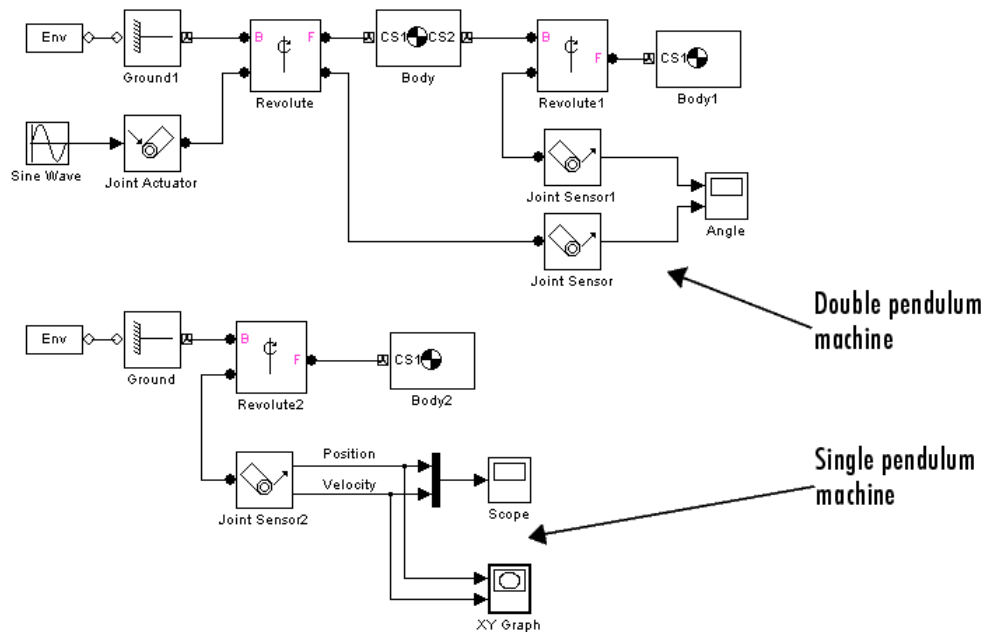 Env
Ground1
B
F
Revolute
CS1 CS2
Body
B
F
Revolute1
CS1
Body1
Sine Wave
Joint Actuator
Joint Sensor1
Angle
Joint Sensor
Double pendulum
machine
Env
Ground
B
F
Revolute2
CS1
Body2
Position
Velocity
Joint Sensor2
Scope
Single pendulum
machine
XY Graph